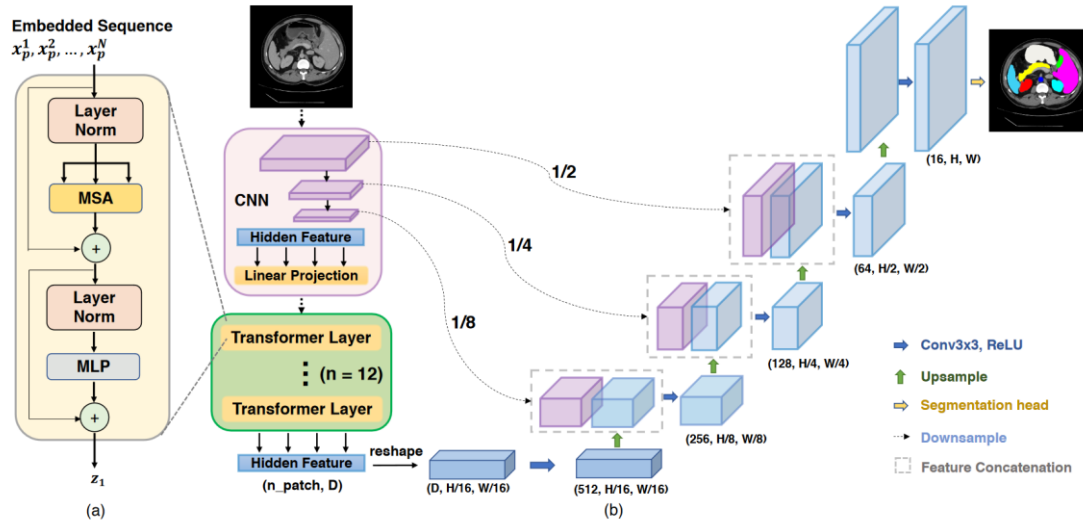 Embedded Sequence
x_p^1, x_p^2, ..., x_p^N
Layer
Norm
MSA
+
Layer
Norm
MLP
+
z_1
(a)
CNN
Hidden Feature
Linear Projection
Transformer Layer
(n = 12)
Transformer Layer
Hidden Feature
(n_patch, D)
reshape
(D, H/16, W/16)
(512, H/16, W/16)
(b)
1/2
1/4
1/8
(256, H/8, W/8)
(128, H/4, W/4)
(64, H/2, W/2)
(16, H, W)
Conv3x3, ReLU
Upsample
Segmentation head
Downsample
Feature Concatenation